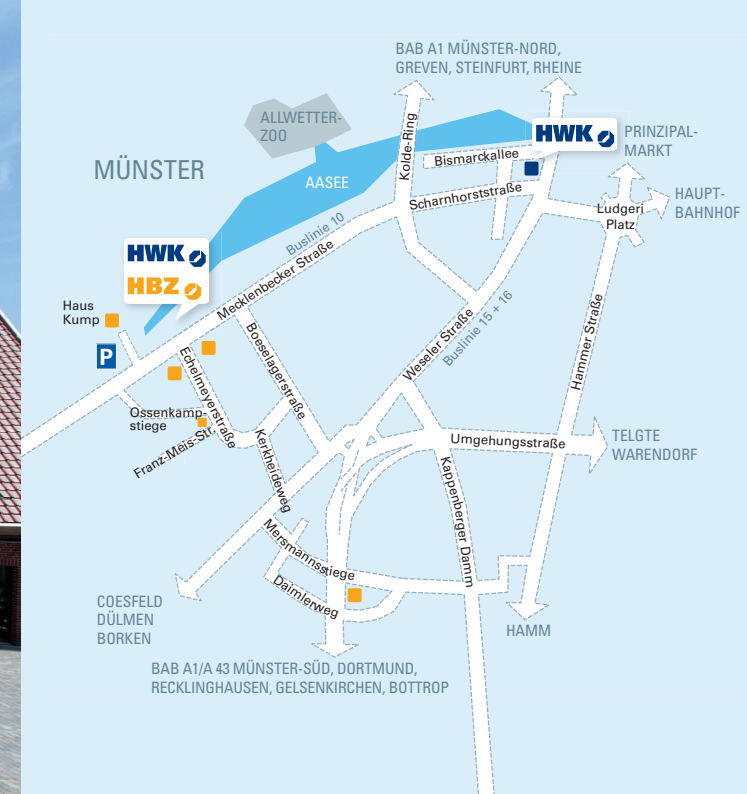 BAB A1 MÜNSTER-NORD,
GREVEN, STEINFURT, RHEINE
ALLWETTER-
ZOO
Kolde-Ring
HWK
PRINZIPAL-
MARKT
Bismarckallee
MÜNSTER
AASEE
Scharnhorststraße
HAUPT-
BAHNHOF
Ludgeri
Platz
Buslinie 10
Mecklenbecker Straße
HWK
HBZ
Haus
Kump
P
Echelmeyerstraße
Boeselagerstraße
Weseler Straße
Buslinie 15 + 16
Hammer Straße
Ossenkamp-
stiege
Franz-Meis-Str.
Kerkheideweg
Umgehungsstraße
TELGTE
WARENDORF
Kappenberger Damm
Mersmannsstiege
Daimlerweg
COESFELD
DÜLMEN
BORKEN
HAMM
BAB A1/A 43 MÜNSTER-SÜD, DORTMUND,
RECKLINGHAUSEN, GELSENKIRCHEN, BOTTROP